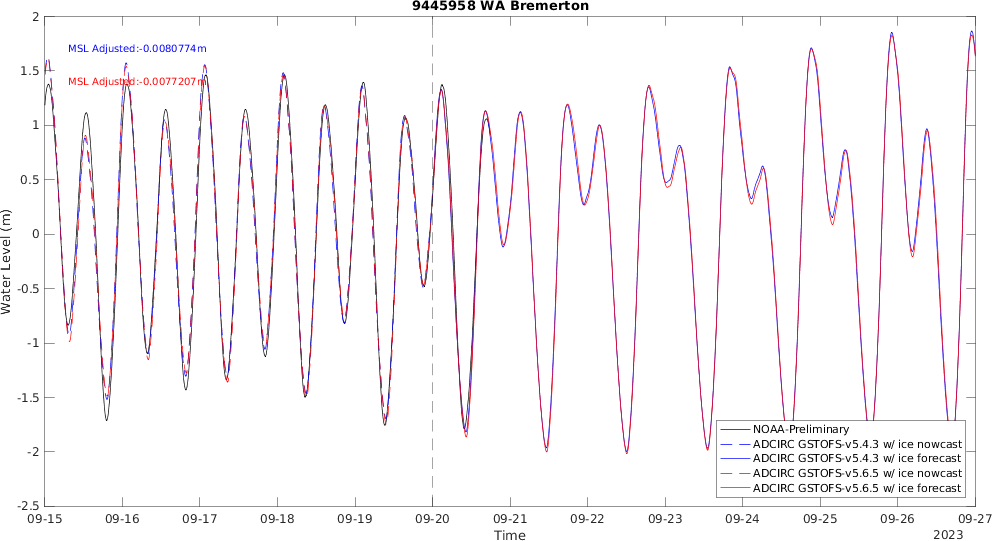 9445958 WA Bremerton
MSL Adjusted:-0.0080774m
MSL Adjusted:-0.0077207m
Water Level (m)
2
1.5
1
0.5
0
-0.5
-1
-1.5
-2
-2.5
NOAA-Preliminary
ADCIRC GSTOFS-v5.4.3 w/ ice nowcast
ADCIRC GSTOFS-v5.4.3 w/ ice forecast
ADCIRC GSTOFS-v5.6.5 w/ ice nowcast
ADCIRC GSTOFS-v5.6.5 w/ ice forecast
09-15 09-16 09-17 09-18 09-19 09-20 09-21 09-22 09-23 09-24 09-25 09-26 09-27
Time
2023